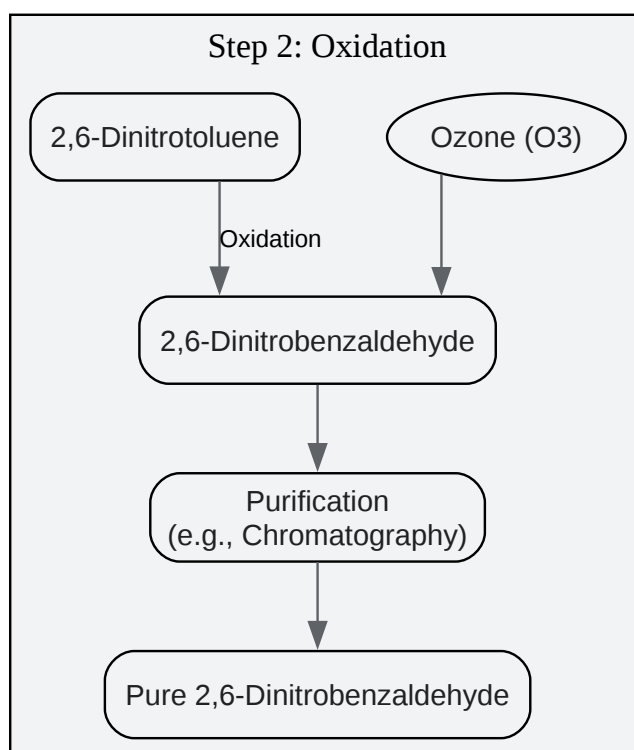 Step 2: Oxidation
2,6-Dinitrotoluene
Ozone (O3)
Oxidation
2,6-Dinitrobenzaldehyde
Purification
(e.g., Chromatography)
Pure 2,6-Dinitrobenzaldehyde